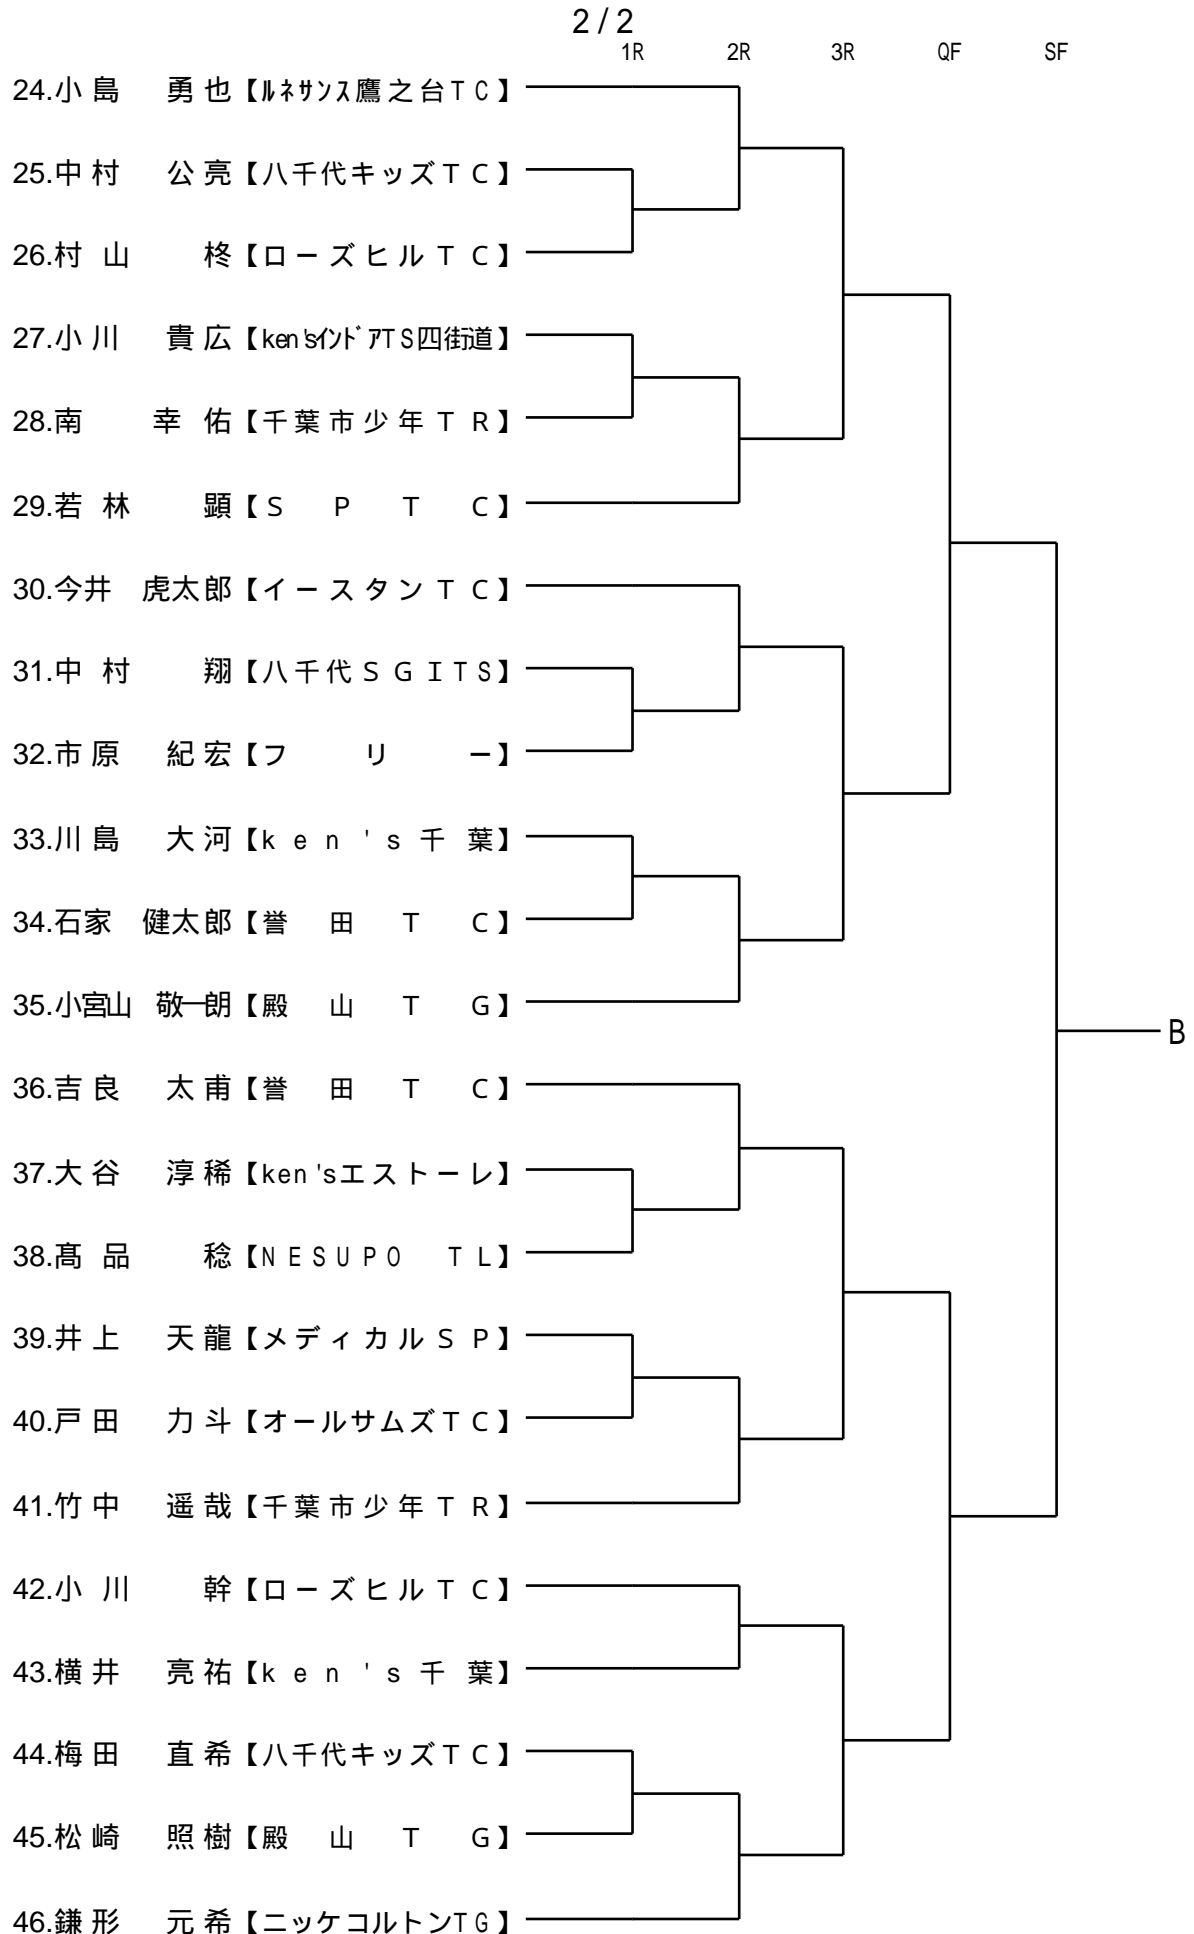 2 / 2
1R 2R 3R QF SF
24.小島 勇也【ﾙﾈｻﾝｽ鷹之台TC】
25.中村 公亮【八千代キッズTC】
26.村山 柊【ローズヒルTC】
27.小川 貴広【ken'sｲﾝﾄﾞｱTS四街道】
28.南 幸佑【千葉市少年TR】
29.若林 顕【SPTC】
30.今井 虎太郎【イースタンTC】
31.中村 翔【八千代SGITS】
32.市原 紀宏【フリー】
33.川島 大河【ken's千葉】
34.石家 健太郎【誉田TC】
35.小宮山 敬一朗【殿山TG】
B
36.吉良 太甫【誉田TC】
37.大谷 淳稀【ken'sエストーレ】
38.髙品 稔【NESUPO TL】
39.井上 天龍【メディカルSP】
40.戸田 力斗【オールサムズTC】
41.竹中 遥哉【千葉市少年TR】
42.小川 幹【ローズヒルTC】
43.横井 亮祐【ken's千葉】
44.梅田 直希【八千代キッズTC】
45.松崎 照樹【殿山TG】
46.鎌形 元希【ニッケコルトンTG】